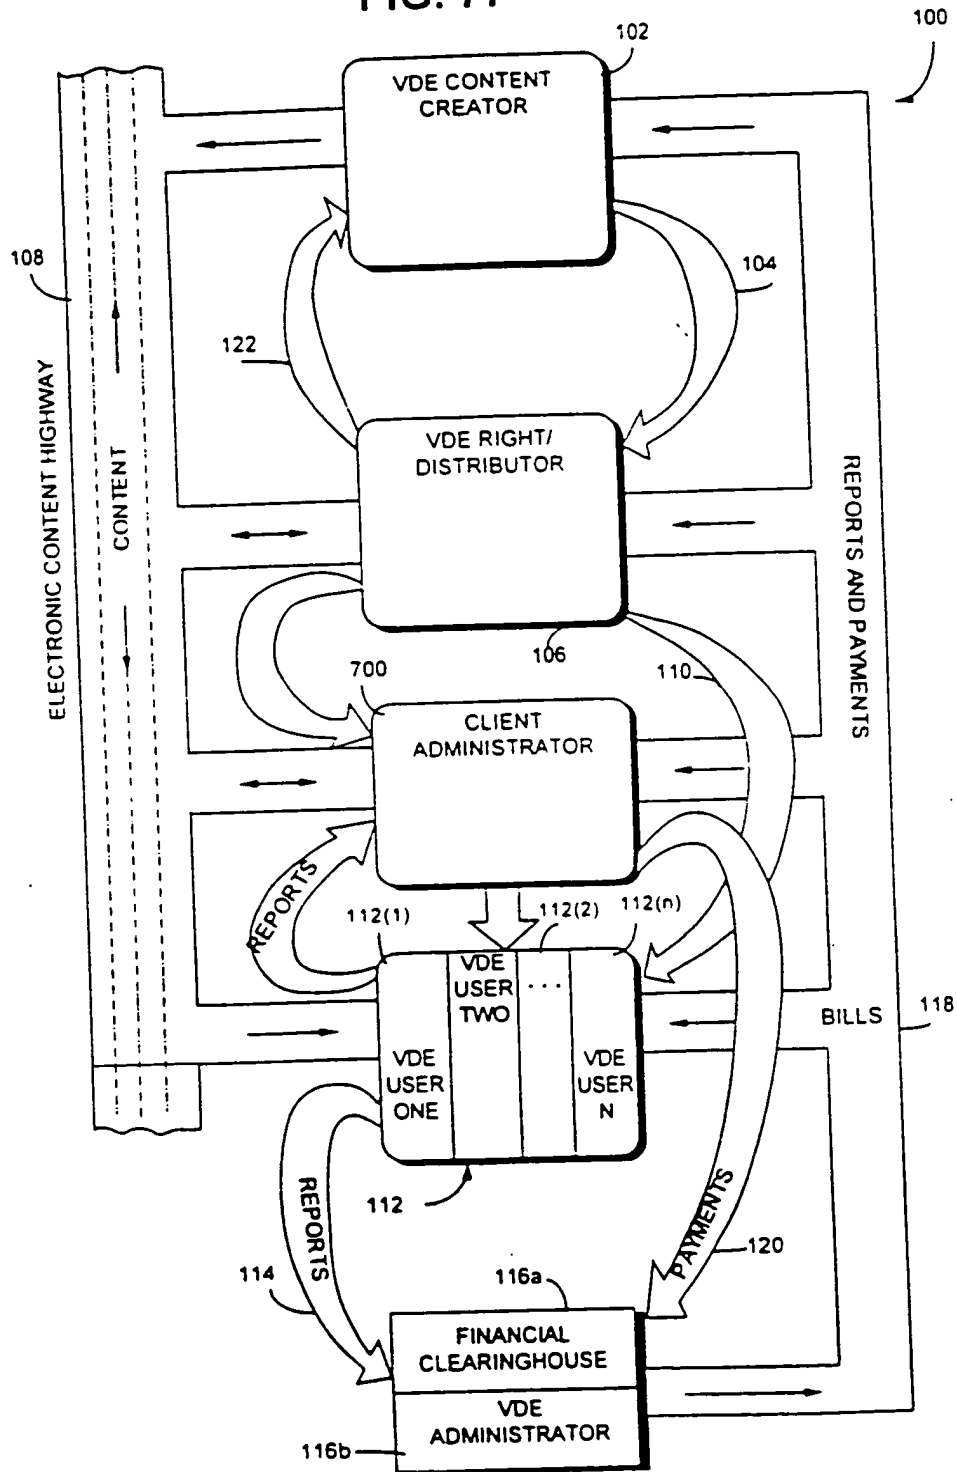 FIG. 77
100
102
VDE CONTENT
CREATOR
108
104
122
ELECTRONIC CONTENT HIGHWAY
CONTENT
VDE RIGHT/
DISTRIBUTOR
REPORTS AND PAYMENTS
106
110
700
CLIENT
ADMINISTRATOR
REPORTS
112(1)
112(2)
112(n)
VDE
USER
TWO
...
VDE
USER
ONE
VDE
USER
N
BILLS
118
112
REPORTS
PAYMENTS
114
120
116a
FINANCIAL
CLEARINGHOUSE
VDE
ADMINISTRATOR
116b